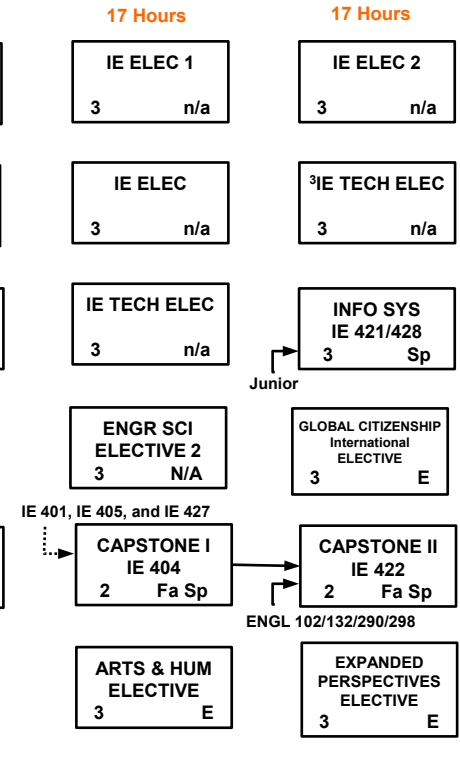 17 Hours
17 Hours
IE ELEC 1
3 n/a
IE ELEC 2
3 n/a
IE ELEC
3 n/a
³IE TECH ELEC
3 n/a
IE TECH ELEC
3 n/a
INFO SYS
IE 421/428
3 Sp
Junior
ENGR SCI
ELECTIVE 2
3 N/A
GLOBAL CITIZENSHIP
International
ELECTIVE
3 E
IE 401, IE 405, and IE 427
CAPSTONE I
IE 404
2 Fa Sp
CAPSTONE II
IE 422
2 Fa Sp
ENGL 102/132/290/298
ARTS & HUM
ELECTIVE
3 E
EXPANDED
PERSPECTIVES
ELECTIVE
3 E